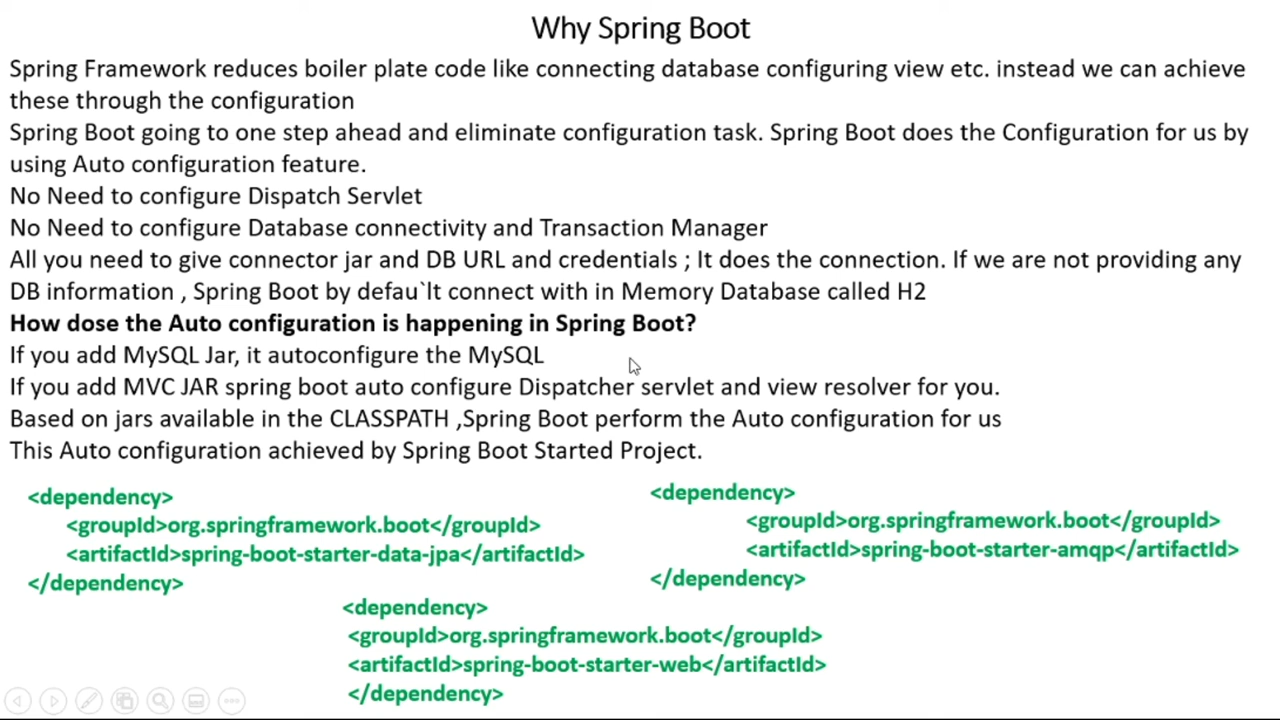 Why Spring Boot
Spring Framework reduces boiler plate code like connecting database configuring view etc. instead we can achieve
these through the configuration
Spring Boot going to one step ahead and eliminate configuration task. Spring Boot does the Configuration for us by
using Auto configuration feature.
No Need to configure Dispatch Servlet
No Need to configure Database connectivity and Transaction Manager
All you need to give connector jar and DB URL and credentials ; It does the connection. If we are not providing any
DB information , Spring Boot by defau`lt connect with in Memory Database called H2
How dose the Auto configuration is happening in Spring Boot?
If you add MySQL Jar, it autoconfigure the MySQL
If you add MVC JAR spring boot auto configure Dispatcher servlet and view resolver for you.
Based on jars available in the CLASSPATH ,Spring Boot perform the Auto configuration for us
This Auto configuration achieved by Spring Boot Started Project.
<dependency>
<groupId>org.springframework.boot</groupId>
<artifactId>spring-boot-starter-data-jpa</artifactId>
</dependency>
<dependency>
<groupId>org.springframework.boot</groupId>
<artifactId>spring-boot-starter-amqp</artifactId>
</dependency>
<dependency>
<groupId>org.springframework.boot</groupId>
<artifactId>spring-boot-starter-web</artifactId>
</dependency>